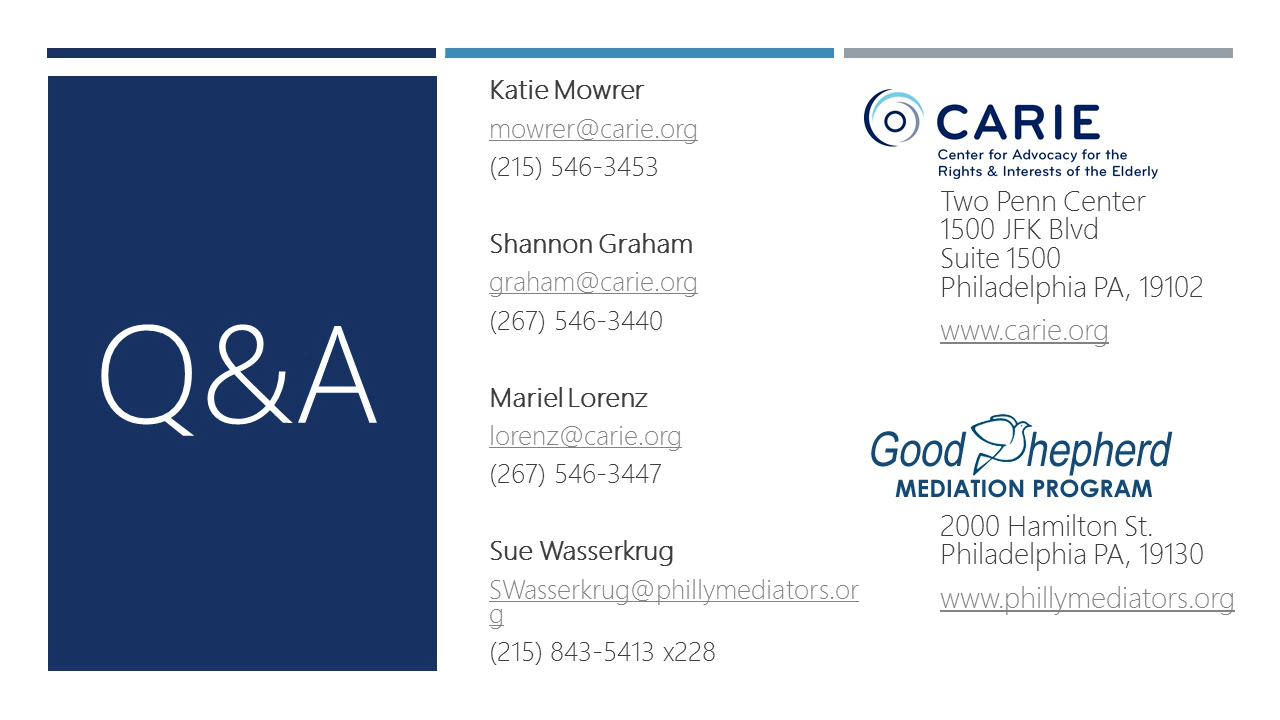 Q&A
Katie Mowrer
mowrer@carie.org
(215) 546-3453
Shannon Graham
graham@carie.org
(267) 546-3440
Mariel Lorenz
lorenz@carie.org
(267) 546-3447
Sue Wasserkrug
SWasserkrug@phillymediators.or
g
(215) 843-5413 x228
CARIE
Center for Advocacy for the
Rights & Interests of the Elderly
Two Penn Center
1500 JFK Blvd
Suite 1500
Philadelphia PA, 19102
www.carie.org
Good Shepherd
MEDIATION PROGRAM
2000 Hamilton St.
Philadelphia PA, 19130
www.phillymediators.org